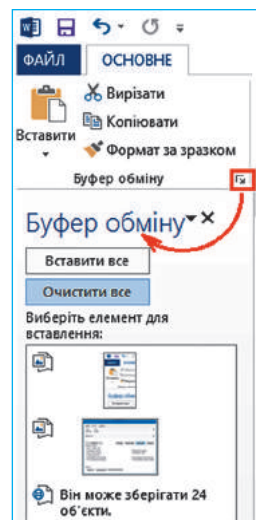 ФАЙЛ ОСНОВНЕ
Вирізати
Копіювати
Вставити
Формат за зразком
Буфер обміну
Буфер обміну
Вставити все
Очистити все
Виберіть елемент для
вставлення:
Він може зберігати 24
об'єкти.